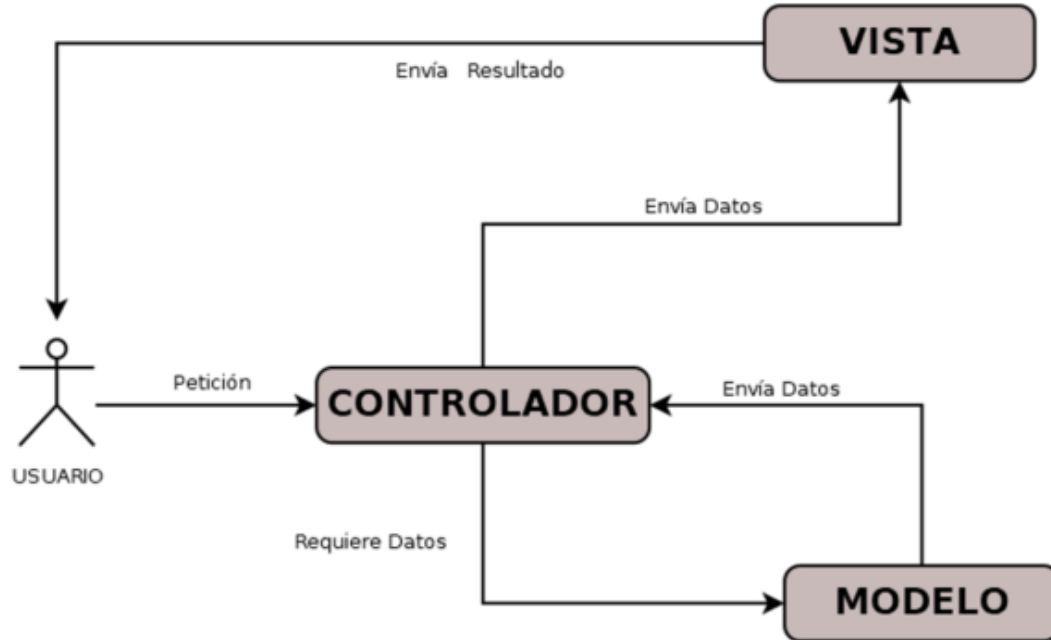 VISTA
Envía Resultado
Envía Datos
Petición
CONTROLADOR
Envía Datos
USUARIO
Requiere Datos
MODELO